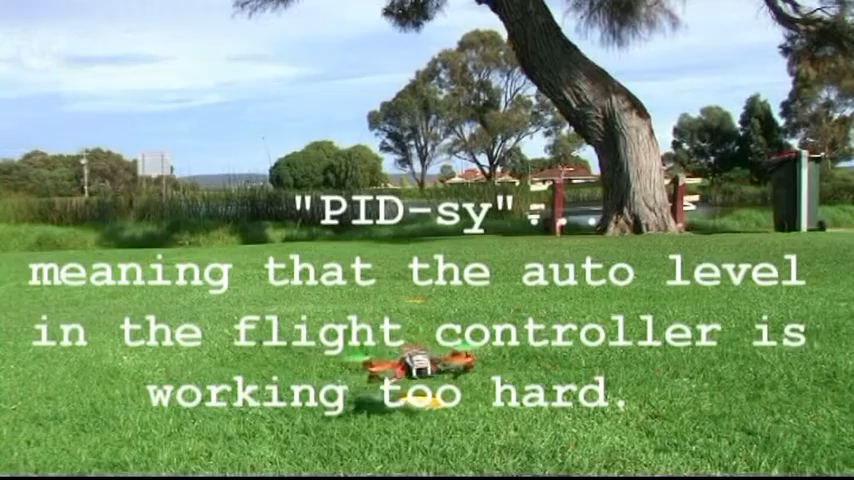 "PID-sy"
meaning that the auto level
in the flight controller is
working too hard.